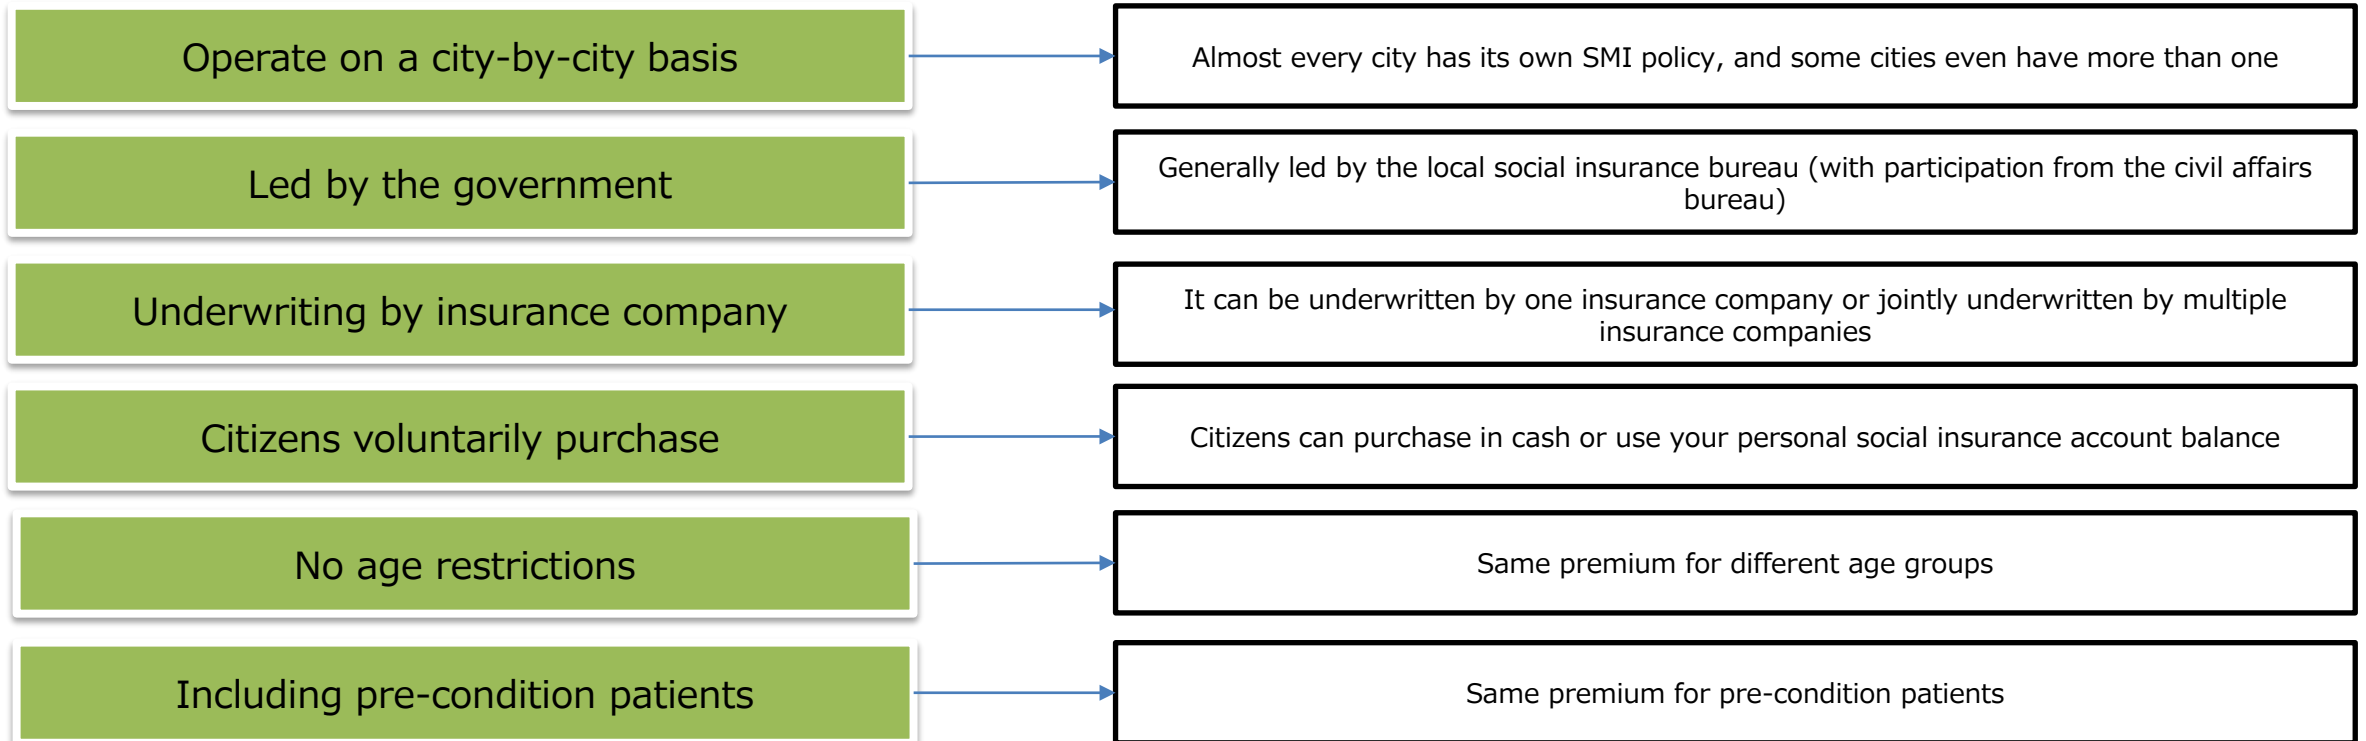 Operate on a city-by-city basis
Almost every city has its own SMI policy, and some cities even have more than one
Led by the government
Generally led by the local social insurance bureau (with participation from the civil affairs
bureau)
Underwriting by insurance company
It can be underwritten by one insurance company or jointly underwritten by multiple
insurance companies
Citizens voluntarily purchase
Citizens can purchase in cash or use your personal social insurance account balance
No age restrictions
Same premium for different age groups
Including pre-condition patients
Same premium for pre-condition patients